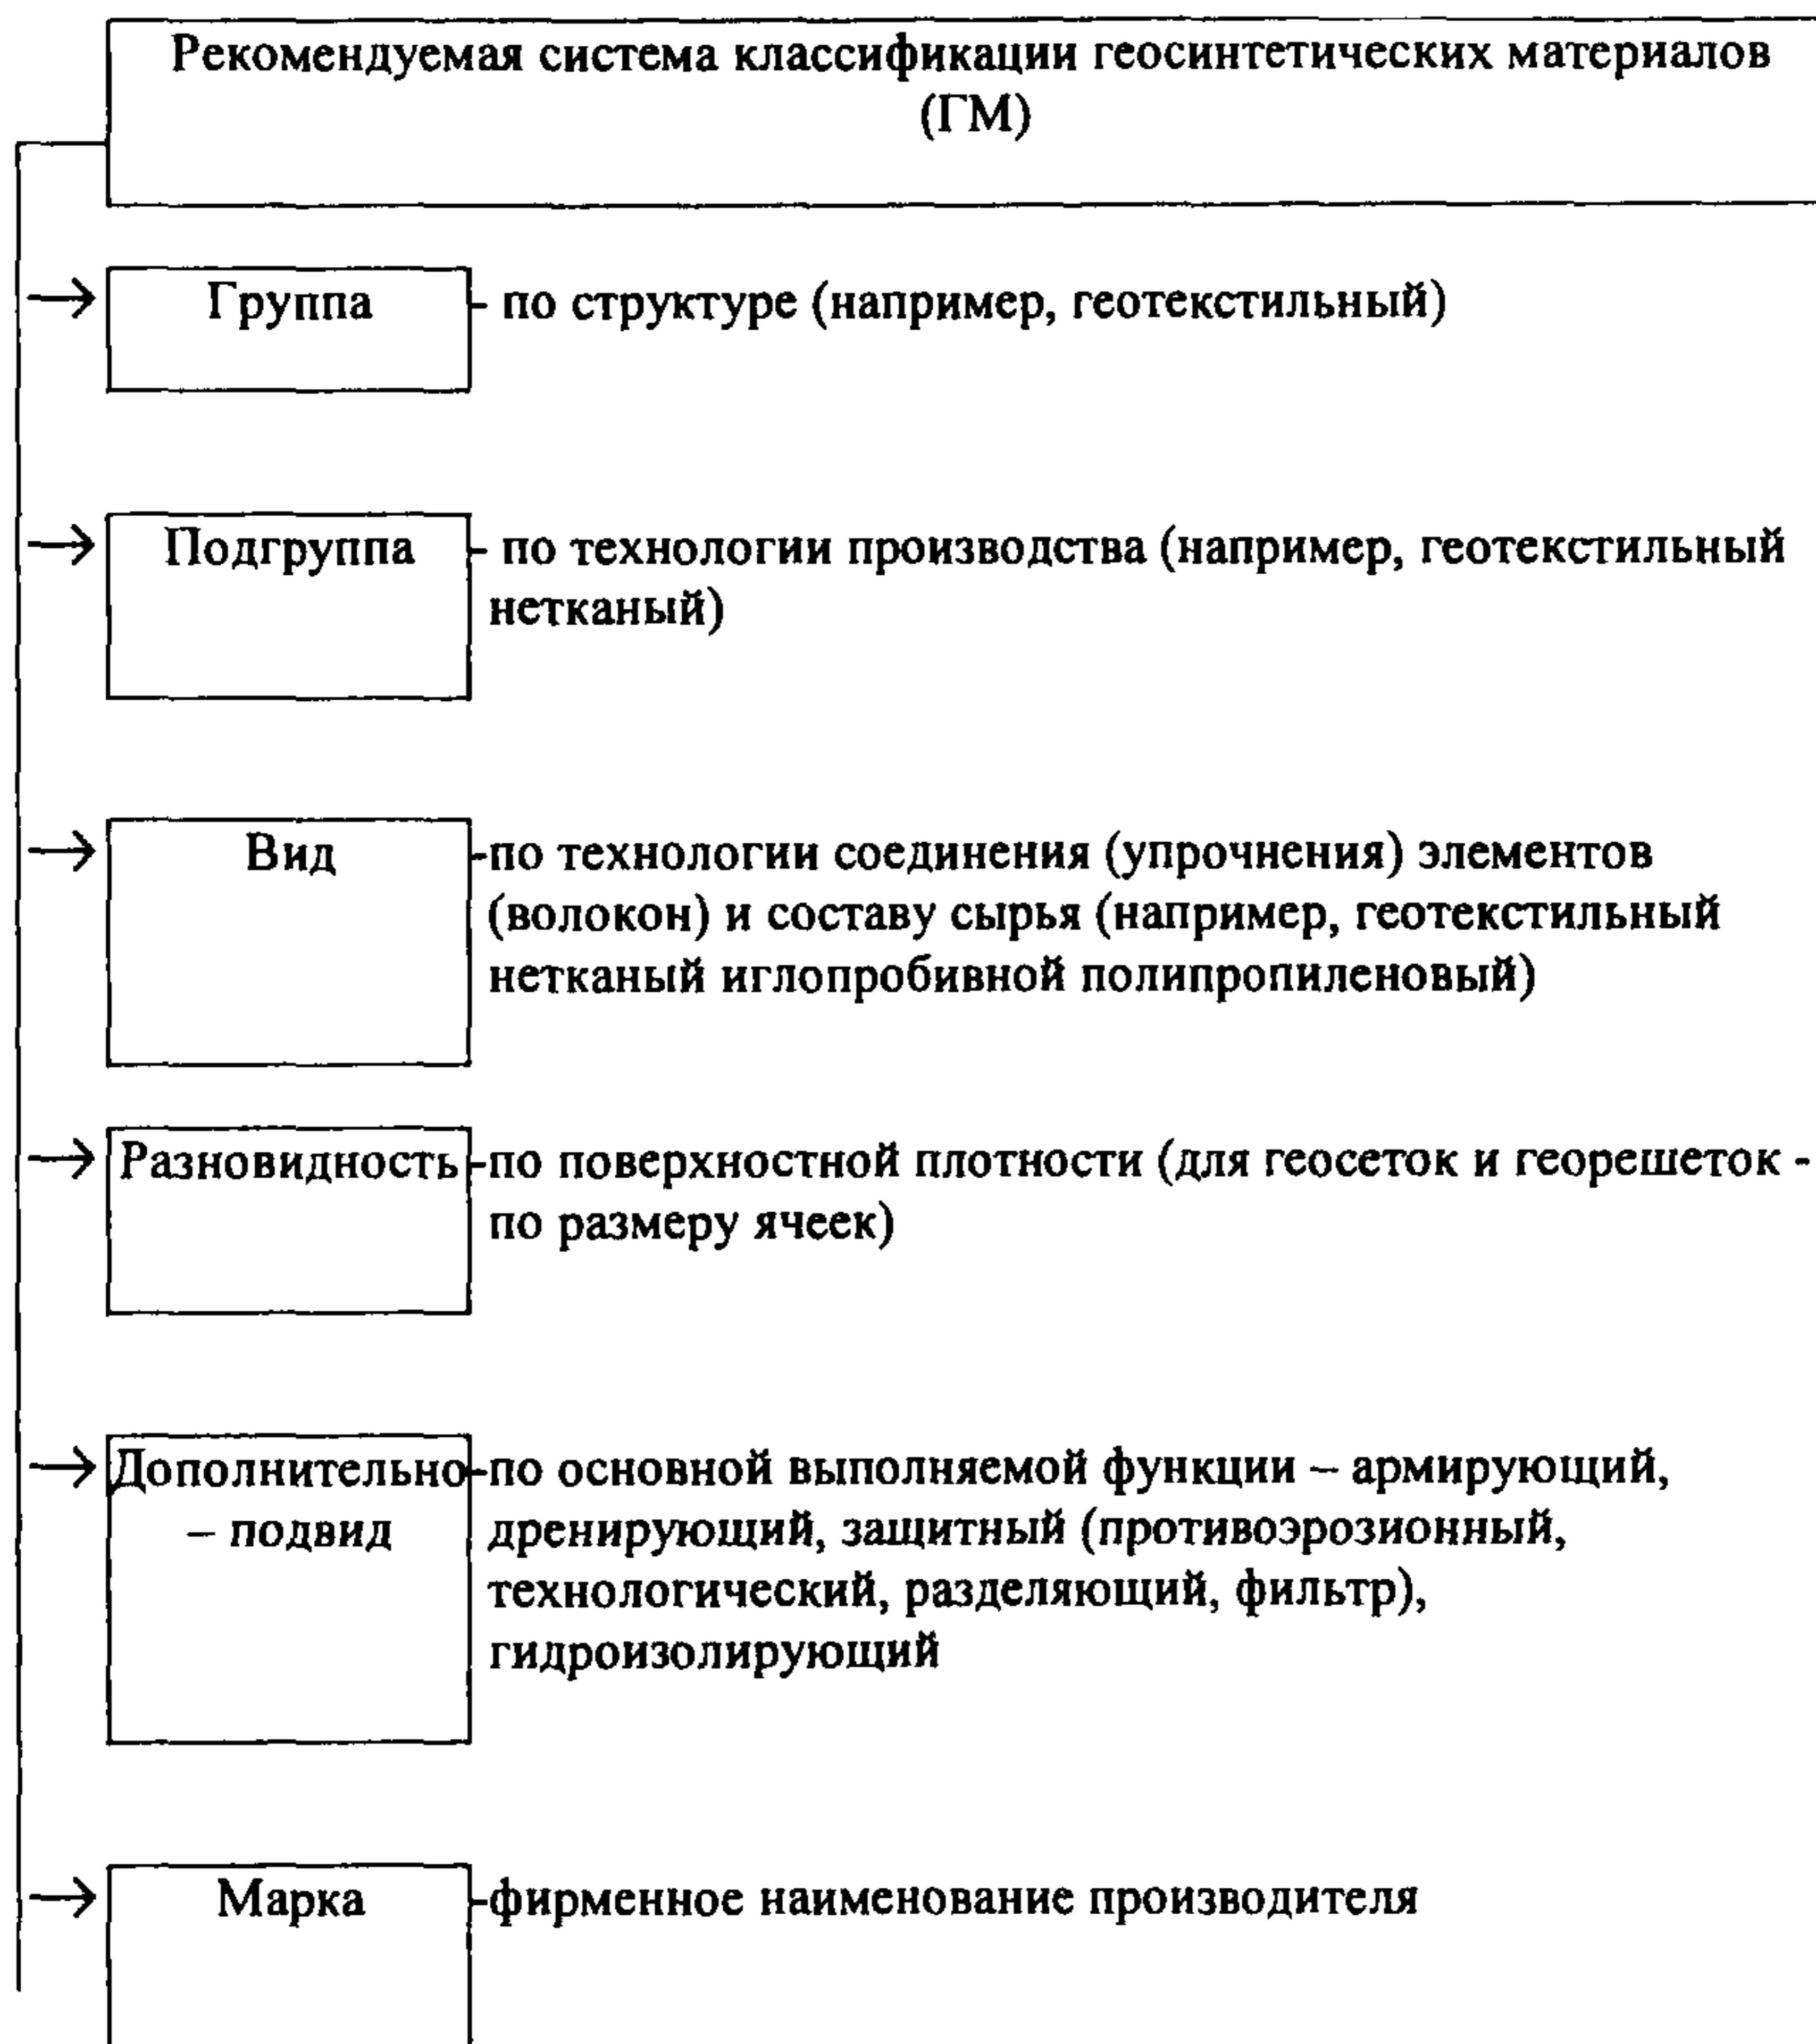 Рекомендуемая система классификации геосинтетических материалов
(ГМ)
Группа - по структуре (например, геотекстильный)
Подгруппа - по технологии производства (например, геотекстильный
нетканый)
Вид -по технологии соединения (упрочнения) элементов
(волокон) и составу сырья (например, геотекстильный
нетканый иглопробивной полипропиленовый)
Разновидность -по поверхностной плотности (для геосеток и георешеток -
по размеру ячеек)
Дополнительно -по основной выполняемой функции – армирующий,
– подвид дренирующий, защитный (противоэрозионный,
технологический, разделяющий, фильтр),
гидроизолирующий
Марка -фирменное наименование производителя